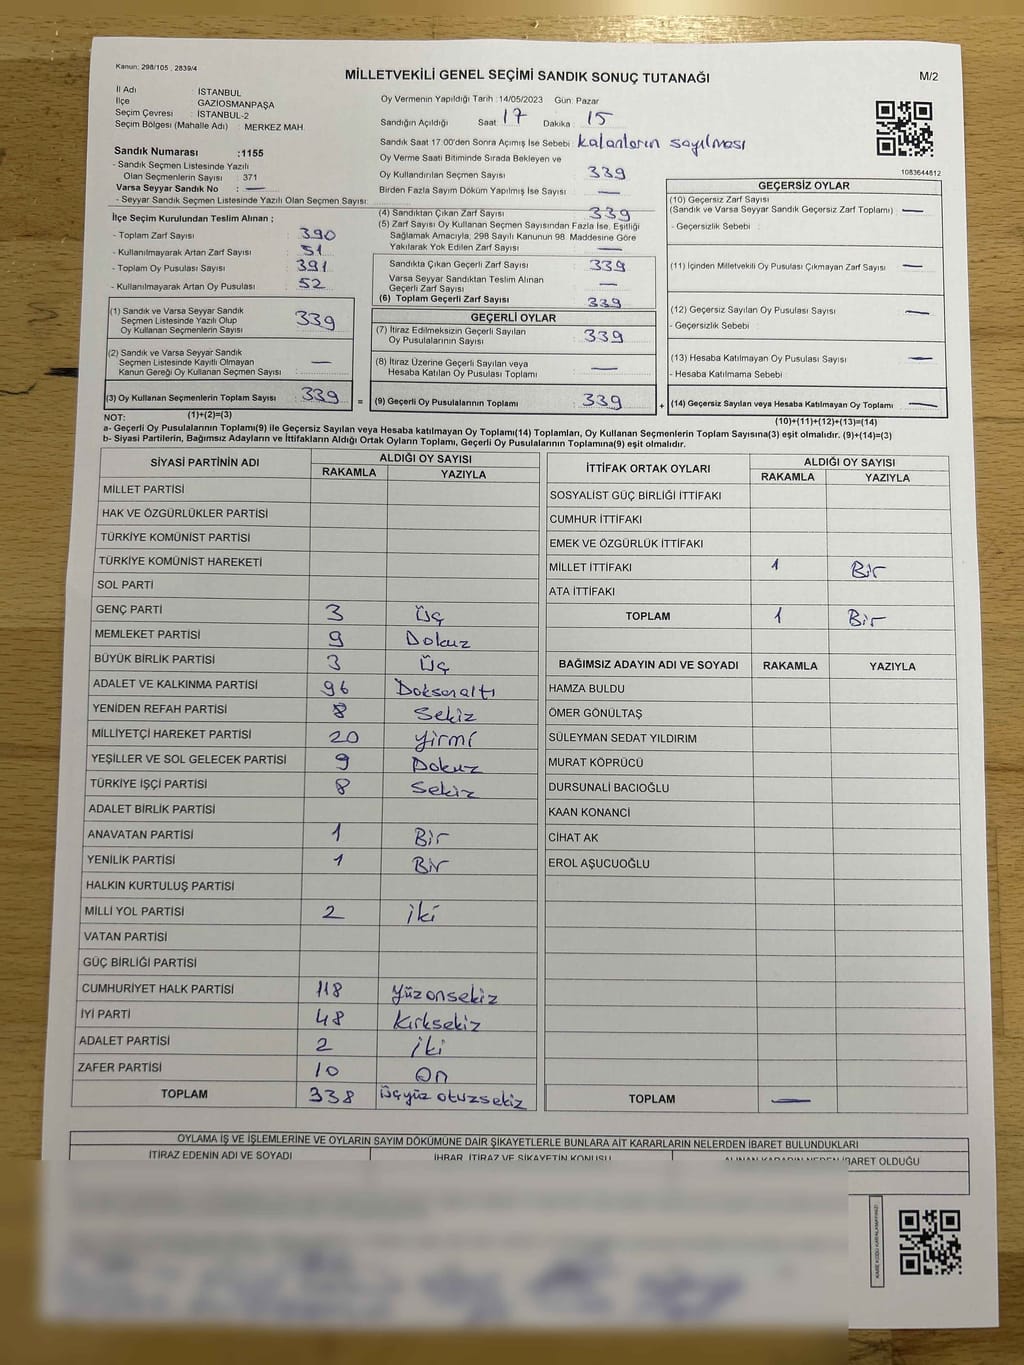 Kanun: 298/105 , 2839/4
MİLLETVEKİLİ GENEL SEÇİMİ SANDIK SONUÇ TUTANAĞI
M/2
İl Adı : İSTANBUL
İlçe GAZİOSMANPAŞA
Seçim Çevresi : İSTANBUL-2
Seçim Bölgesi (Mahalle Adı) : MERKEZ MAH.
Sandık Numarası :1155
- Sandık Seçmen Listesinde Yazılı
Olan Seçmenlerin Sayısı : 371
Varsa Seyyar Sandık No : —
- Seyyar Sandık Seçmen Listesinde Yazılı Olan Seçmen Sayısı:
Oy Vermenin Yapıldığı Tarih :14/05/2023 Gün: Pazar
Sandığın Açıldığı Saat : 17 Dakika : 15
Sandık Saat 17:00'den Sonra Açımış İse Sebebi : kalanların sayılması
Oy Verme Saati Bitiminde Sırada Bekleyen ve
Oy Kullandırılan Seçmen Sayısı : 339
Birden Fazla Sayım Döküm Yapılmış İse Sayısı : —
1083644812
İlçe Seçim Kurulundan Teslim Alınan ;
- Toplam Zarf Sayısı : 390
- Kullanılmayarak Artan Zarf Sayısı : 51
- Toplam Oy Pusulası Sayısı : 391
- Kullanılmayarak Artan Oy Pusulası : 52
(1) Sandık ve Varsa Seyyar Sandık
Seçmen Listesinde Yazılı Olup
Oy Kullanan Seçmenlerin Sayısı : 339
(2) Sandık ve Varsa Seyyar Sandık
Seçmen Listesinde Kayıtlı Olmayan
Kanun Gereği Oy Kullanan Seçmen Sayısı : —
(3) Oy Kullanan Seçmenlerin Toplam Sayısı : 339
(4) Sandıktan Çıkan Zarf Sayısı : 339
(5) Zarf Sayısı Oy Kullanan Seçmen Sayısından Fazla İse, Eşitliği
Sağlamak Amacıyla, 298 Sayılı Kanunun 98. Maddesine Göre
Yakılarak Yok Edilen Zarf Sayısı : —
Sandıkta Çıkan Geçerli Zarf Sayısı : 339
Varsa Seyyar Sandıktan Teslim Alınan
Geçerli Zarf Sayısı : —
(6) Toplam Geçerli Zarf Sayısı : 339
GEÇERLİ OYLAR
(7) İtiraz Edilmeksizin Geçerli Sayılan
Oy Pusulalarının Sayısı : 339
(8) İtiraz Üzerine Geçerli Sayılan veya
Hesaba Katılan Oy Pusulası Toplamı : —
= (9) Geçerli Oy Pusulalarının Toplamı : 339
GEÇERSİZ OYLAR
(10) Geçersiz Zarf Sayısı
(Sandık ve Varsa Seyyar Sandık Geçersiz Zarf Toplamı) : —
- Geçersizlik Sebebi :
(11) İçinden Milletvekili Oy Pusulası Çıkmayan Zarf Sayısı : —
(12) Geçersiz Sayılan Oy Pusulası Sayısı : —
- Geçersizlik Sebebi :
(13) Hesaba Katılmayan Oy Pusulası Sayısı : —
- Hesaba Katılmama Sebebi :
+ (14) Geçersiz Sayılan veya Hesaba Katılmayan Oy Toplamı : —
NOT: (1)+(2)=(3)
(10)+(11)+(12)+(13)=(14)
a- Geçerli Oy Pusulalarının Toplamı(9) ile Geçersiz Sayılan veya Hesaba katılmayan Oy Toplamı(14) Toplamları, Oy Kullanan Seçmenlerin Toplam Sayısına(3) eşit olmalıdır. (9)+(14)=(3)
b- Siyasi Partilerin, Bağımsız Adayların ve İttifakların Aldığı Ortak Oyların Toplamı, Geçerli Oy Pusulalarının Toplamına(9) eşit olmalıdır.
SİYASİ PARTİNİN ADI ALDIĞI OY SAYISI
RAKAMLA YAZIYLA
MİLLET PARTİSİ
HAK VE ÖZGÜRLÜKLER PARTİSİ
TÜRKİYE KOMÜNİST PARTİSİ
TÜRKİYE KOMÜNİST HAREKETİ
SOL PARTİ
GENÇ PARTİ 3 Üç
MEMLEKET PARTİSİ 9 Dokuz
BÜYÜK BİRLİK PARTİSİ 3 Üç
ADALET VE KALKINMA PARTİSİ 96 Doksanaltı
YENİDEN REFAH PARTİSİ 8 Sekiz
MİLLİYETÇİ HAREKET PARTİSİ 20 Yirmi
YEŞİLLER VE SOL GELECEK PARTİSİ 9 Dokuz
TÜRKİYE İŞÇİ PARTİSİ 8 Sekiz
ADALET BİRLİK PARTİSİ
ANAVATAN PARTİSİ 1 Bir
YENİLİK PARTİSİ 1 Bir
HALKIN KURTULUŞ PARTİSİ
MİLLİ YOL PARTİSİ 2 iki
VATAN PARTİSİ
GÜÇ BİRLİĞİ PARTİSİ
CUMHURİYET HALK PARTİSİ 118 Yüzonsekiz
İYİ PARTİ 48 Kırksekiz
ADALET PARTİSİ 2 iki
ZAFER PARTİSİ 10 On
TOPLAM 338 üçyüz otuzsekiz
İTTİFAK ORTAK OYLARI ALDIĞI OY SAYISI
RAKAMLA YAZIYLA
SOSYALİST GÜÇ BİRLİĞİ İTTİFAKI
CUMHUR İTTİFAKI
EMEK VE ÖZGÜRLÜK İTTİFAKI
MİLLET İTTİFAKI 1 Bir
ATA İTTİFAKI
TOPLAM 1 Bir
BAĞIMSIZ ADAYIN ADI VE SOYADI RAKAMLA YAZIYLA
HAMZA BULDU
ÖMER GÖNÜLTAŞ
SÜLEYMAN SEDAT YILDIRIM
MURAT KÖPRÜCÜ
DURSUNALİ BACIOĞLU
KAAN KONANCİ
CİHAT AK
EROL AŞUCUOĞLU
TOPLAM —
OYLAMA İŞ VE İŞLEMLERİNE VE OYLARIN SAYIM DÖKÜMÜNE DAİR ŞİKAYETLERLE BUNLARA AİT KARARLARIN NELERDEN İBARET BULUNDUKLARI
İTİRAZ EDENİN ADI VE SOYADI İHBAR, İTİRAZ VE ŞİKAYETİN KONUSU ALINAN KARARIN NEDEN İBARET OLDUĞU